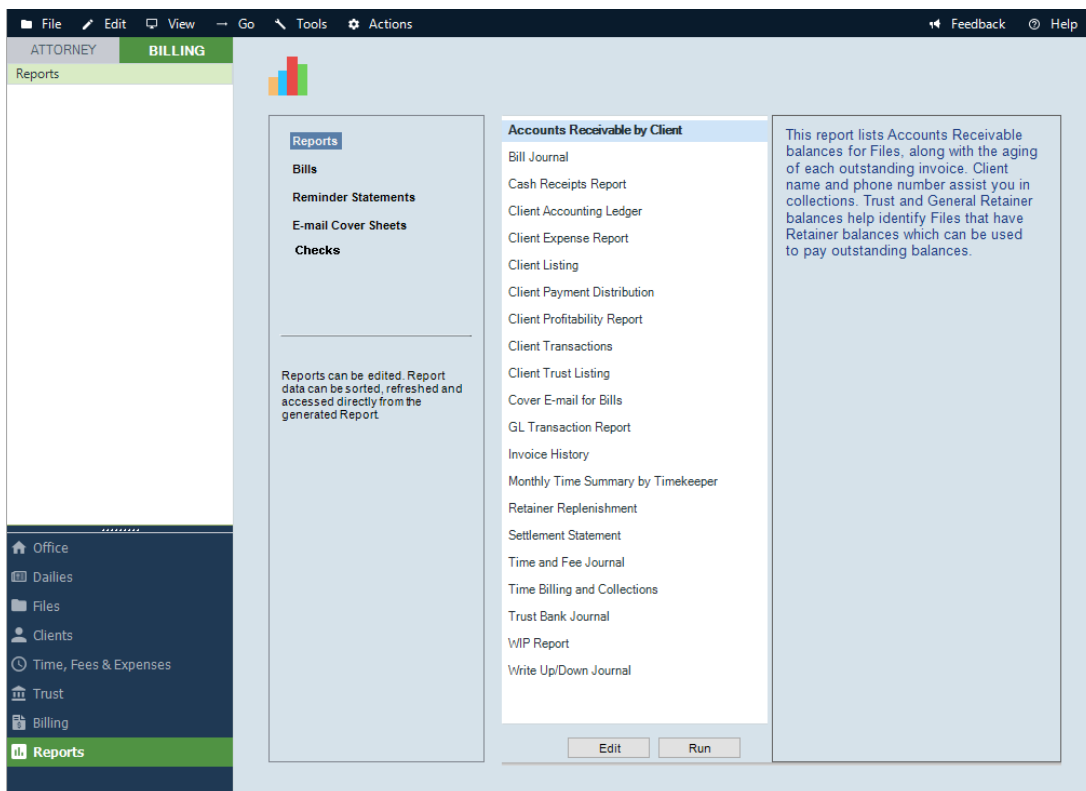 File Edit View Go Tools Actions Feedback Help
ATTORNEY BILLING
Reports
Reports
Bills
Reminder Statements
E-mail Cover Sheets
Checks
Reports can be edited. Report
data can be sorted, refreshed and
accessed directly from the
generated Report.
Accounts Receivable by Client
Bill Journal
Cash Receipts Report
Client Accounting Ledger
Client Expense Report
Client Listing
Client Payment Distribution
Client Profitability Report
Client Transactions
Client Trust Listing
Cover E-mail for Bills
GL Transaction Report
Invoice History
Monthly Time Summary by Timekeeper
Retainer Replenishment
Settlement Statement
Time and Fee Journal
Time Billing and Collections
Trust Bank Journal
WIP Report
Write Up/Down Journal
Edit Run
This report lists Accounts Receivable
balances for Files, along with the aging
of each outstanding invoice. Client
name and phone number assist you in
collections. Trust and General Retainer
balances help identify Files that have
Retainer balances which can be used
to pay outstanding balances.
Office
Dailies
Files
Clients
Time, Fees & Expenses
Trust
Billing
Reports